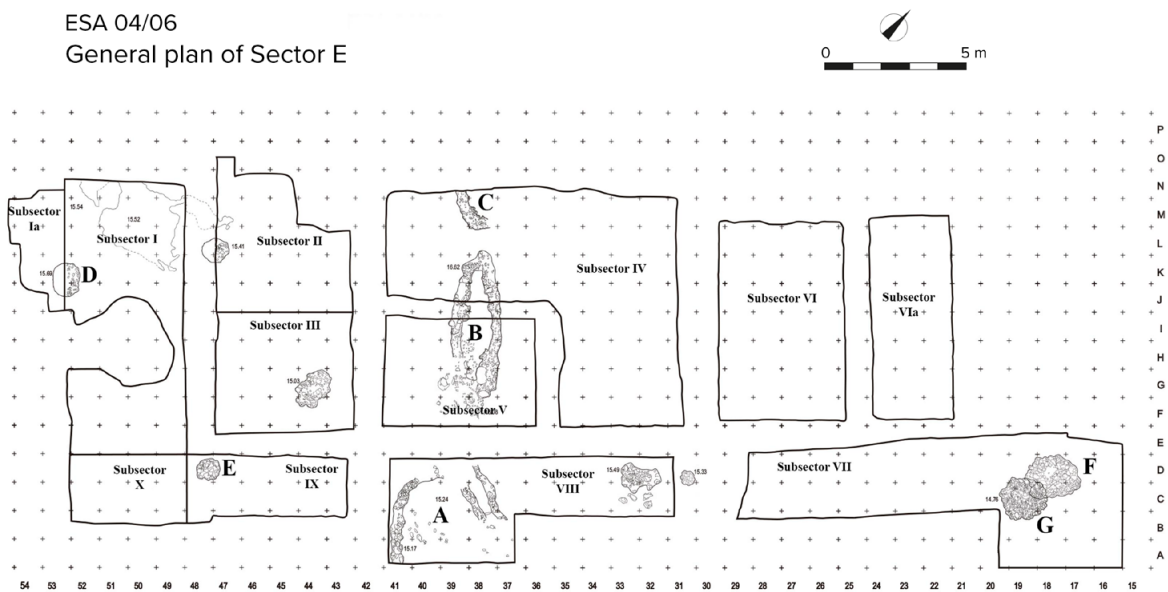 ESA 04/06
General plan of Sector E
0
5 m
P
O
N
M
L
K
J
I
H
G
F
E
D
C
B
A
Subsector
Ia
15.54
15.52
Subsector I
15.69
D
15.41
Subsector II
Subsector III
15.03
C
Subsector IV
B
Subsector V
Subsector VI
Subsector
VIa
Subsector
X
E
Subsector
IX
15.24
A
15.17
Subsector
VIII
15.49
15.33
Subsector VII
F
14.76
G
54 53 52 51 50 49 48 47 46 45 44 43 42 41 40 39 38 37 36 35 34 33 32 31 30 29 28 27 26 25 24 23 22 21 20 19 18 17 16 15